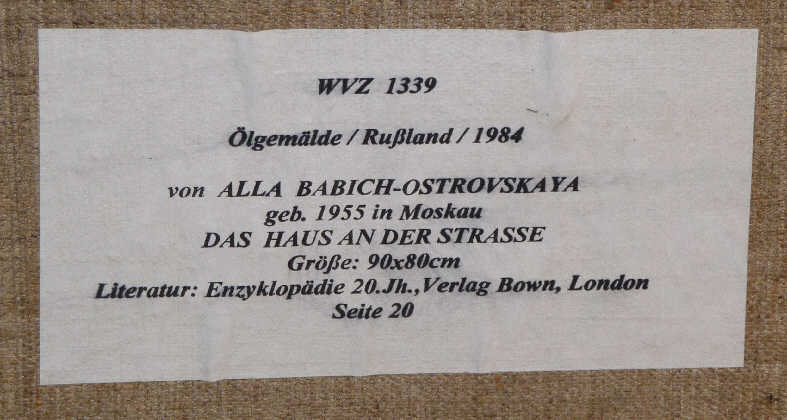 WVZ 1339
Ölgemälde / Rußland / 1984
von ALLA BABICH-OSTROVSKAYA
geb. 1955 in Moskau
DAS HAUS AN DER STRASSE
Größe: 90x80cm
Literatur: Enzyklopädie 20.Jh.,Verlag Bown, London
Seite 20